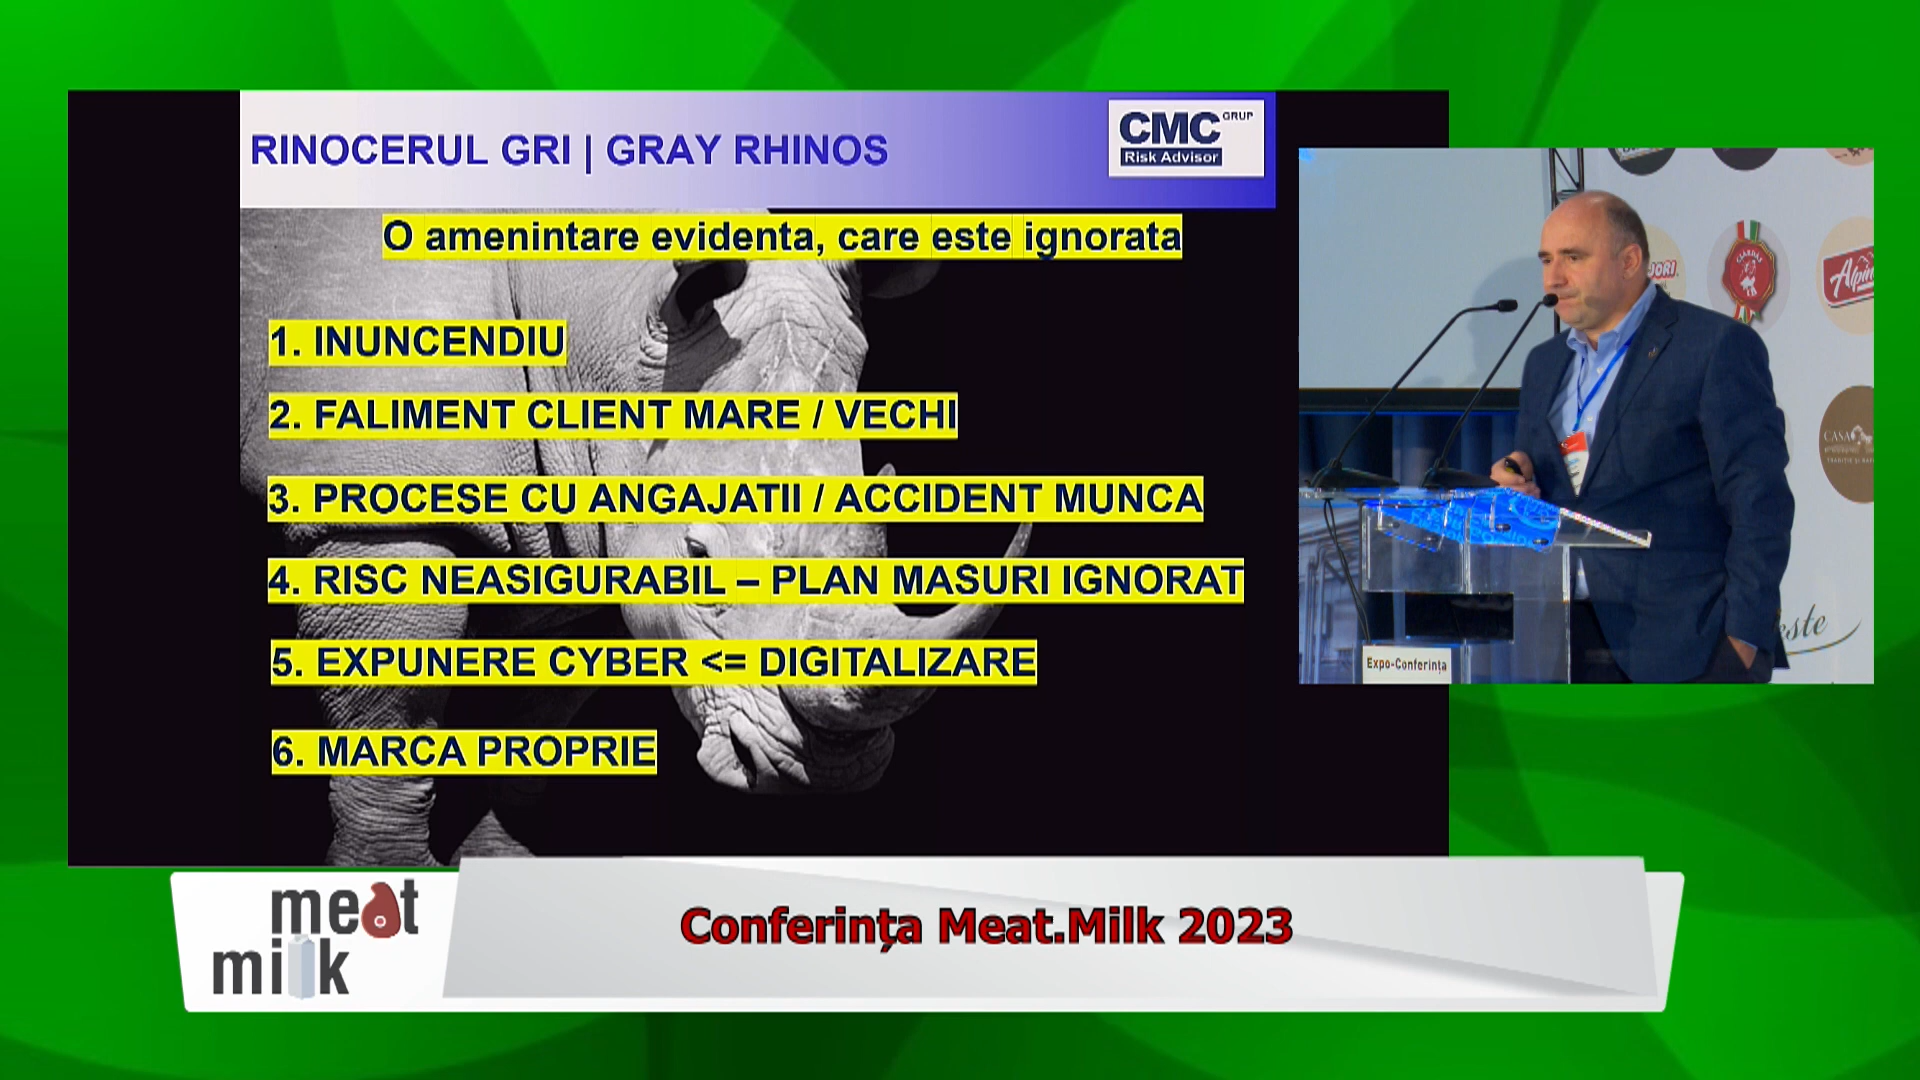 RINOCERUL GRI | GRAY RHINOS
CMC GRUP
Risk Advisor
O amenintare evidenta, care este ignorata
1. INUNCENDIU
2. FALIMENT CLIENT MARE / VECHI
3. PROCESE CU ANGAJATII / ACCIDENT MUNCA
4. RISC NEASIGURABIL – PLAN MASURI IGNORAT
5. EXPUNERE CYBER <= DIGITALIZARE
6. MARCA PROPRIE
CASA
Expo-Conferința
meat
milk
Conferința Meat.Milk 2023